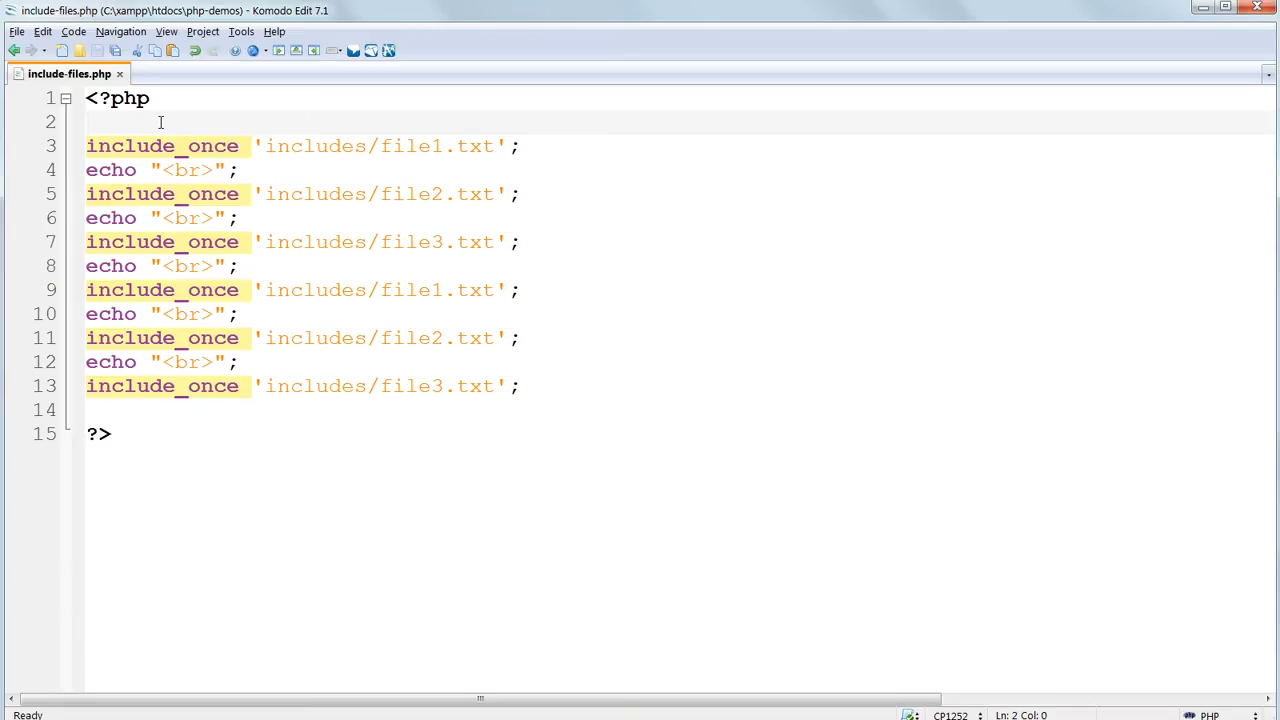 include-files.php (C:\xampp\htdocs\php-demos) - Komodo Edit 7.1
File Edit Code Navigation View Project Tools Help
include-files.php
1 <?php
2
3 include_once 'includes/file1.txt';
4 echo "<br>";
5 include_once 'includes/file2.txt';
6 echo "<br>";
7 include_once 'includes/file3.txt';
8 echo "<br>";
9 include_once 'includes/file1.txt';
10 echo "<br>";
11 include_once 'includes/file2.txt';
12 echo "<br>";
13 include_once 'includes/file3.txt';
14
15 ?>
Ready CP1252 Ln: 2 Col: 0 PHP